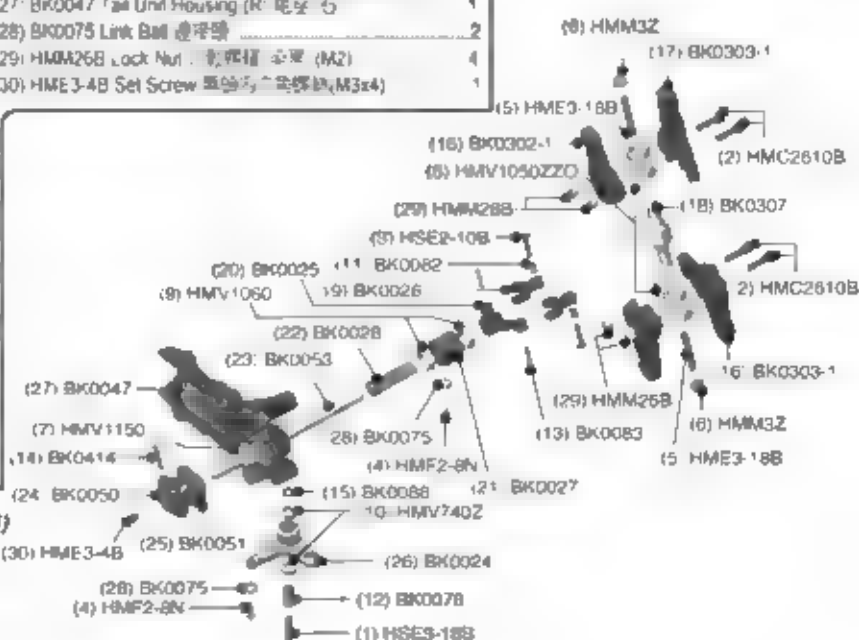 27) BK0047 Tail Unit Housing (R)
28) BK0075 Link Ball 2
29) HMM26B Lock Nut (M2) 4
30) HME3-4B Set Screw (M3x4) 1
(6) HMM3Z
(17) BK0303-1
(5) HME3-18B
(16) BK0302-1
(2) HMC2610B
(8) HMV1050ZZO
(29) HMM26B
(18) BK0307
(3) HSE2-10B
(20) BK0025
(11) BK0082
2) HMC2610B
(9) HMV1060
(19) BK0026
(22) BK0028
(23) BK0053
16) BK0303-1
(27) BK0047
(29) HMM26B
(6) HMM3Z
(7) HMV1150
28) BK0075
(13) BK0083
(14) BK0414
(4) HMF2-8N
(5) HME3-18B
(24) BK0050
(15) BK0088
(21) BK0027
10) HMV740Z
(30) HME3-4B
(25) BK0051
(26) BK0024
(28) BK0075
(4) HMF2-8N
(12) BK0078
(1) HSE3-18B